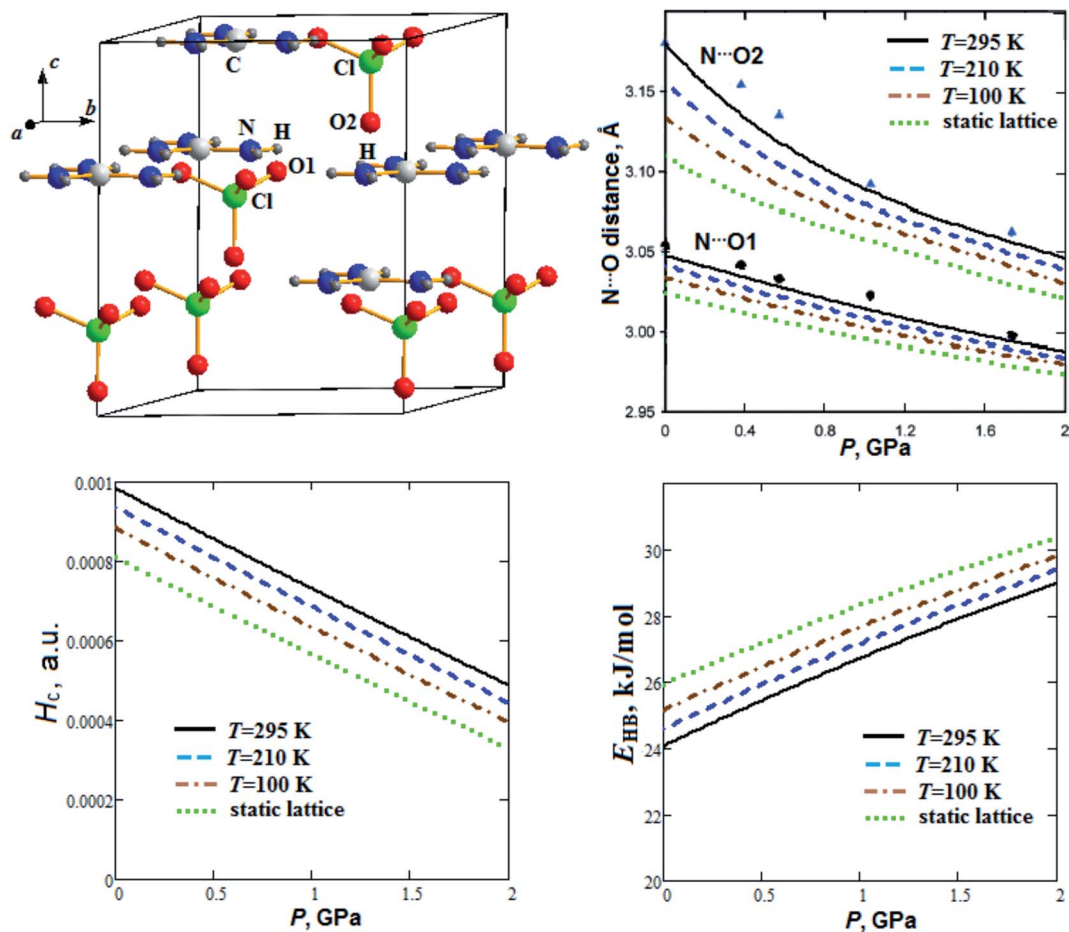 c
b
a
C
Cl
O2
N
H
O1
H
Cl
N···O distance, Å
3.15
3.10
3.05
3.00
2.95
N···O2
N···O1
T=295 K
T=210 K
T=100 K
static lattice
0
0.4
0.8
1.2
1.6
2
P, GPa
Hc, a.u.
0.001
0.0008
0.0006
0.0004
0.0002
0
T=295 K
T=210 K
T=100 K
static lattice
0
0.5
1
1.5
2
P, GPa
EHB, kJ/mol
30
28
26
24
22
20
T=295 K
T=210 K
T=100 K
static lattice
0
0.5
1
1.5
2
P, GPa